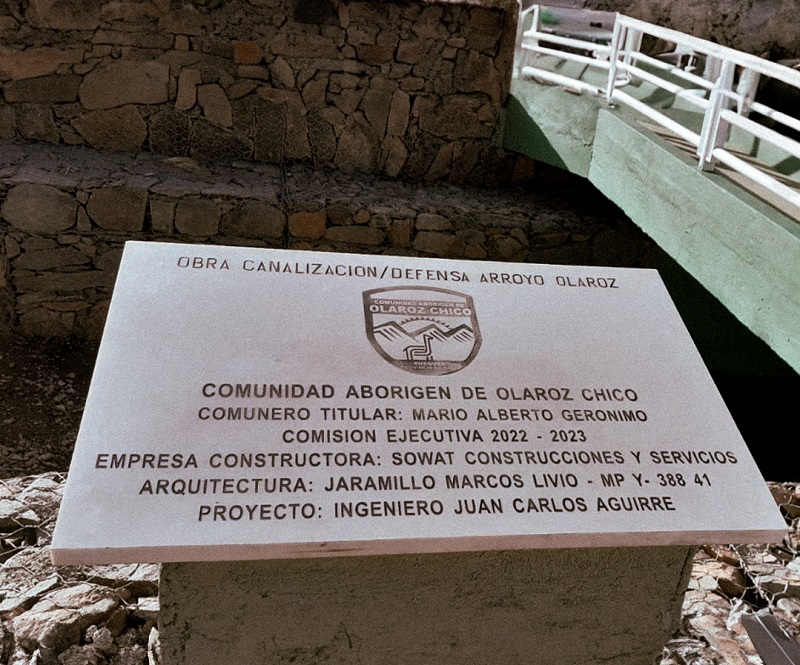 OBRA CANALIZACION/DEFENSA ARROYO OLAROZ
COMUNIDAD ABORIGEN DE
OLAROZ CHICO
COMUNIDAD ABORIGEN DE OLAROZ CHICO
COMUNERO TITULAR: MARIO ALBERTO GERONIMO
COMISION EJECUTIVA 2022 - 2023
EMPRESA CONSTRUCTORA: SOWAT CONSTRUCCIONES Y SERVICIOS
ARQUITECTURA: JARAMILLO MARCOS LIVIO - MP Y- 388 41
PROYECTO: INGENIERO JUAN CARLOS AGUIRRE